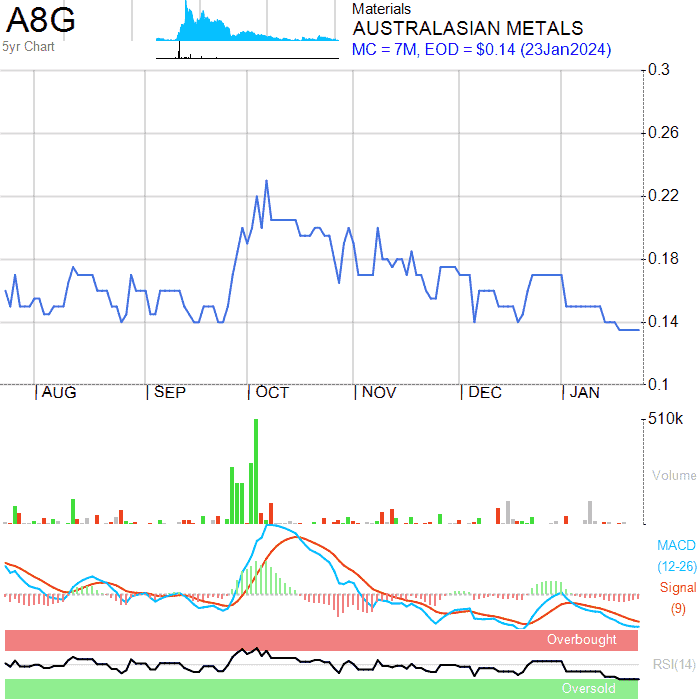 A8G
5yr Chart
Materials
AUSTRALASIAN METALS
MC = 7M, EOD = $0.14 (23Jan2024)
0.3
0.26
0.22
0.18
0.14
0.1
AUG SEP OCT NOV DEC JAN
510k
Volume
MACD
(12-26)
Signal
(9)
Overbought
RSI(14)
Oversold